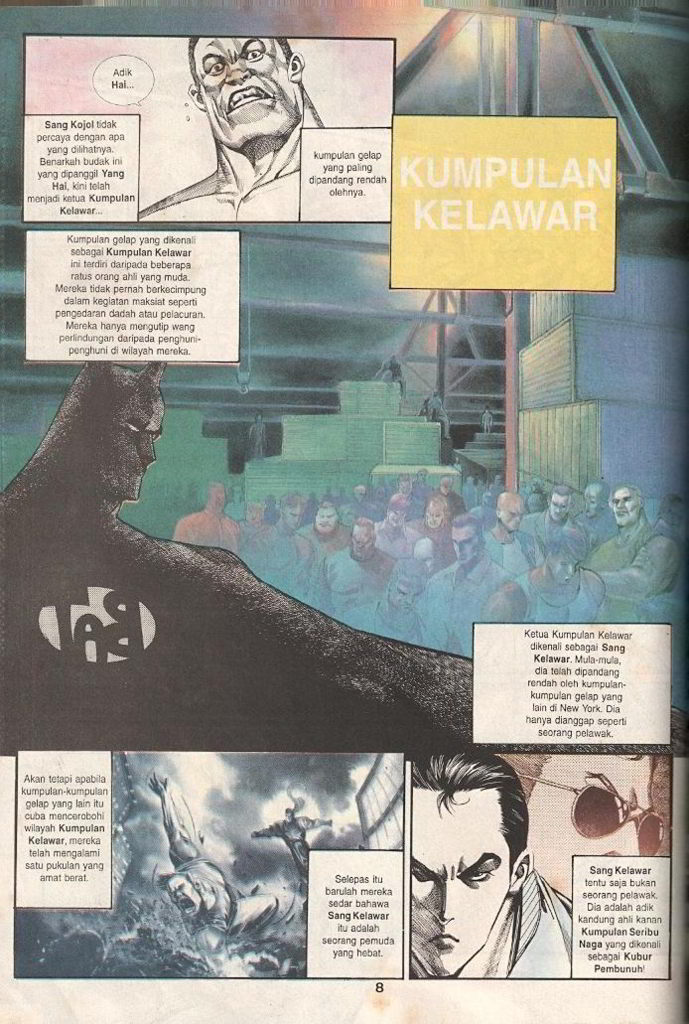 Adik
Hai...
Sang Kojol tidak
percaya dengan apa
yang dilihatnya.
Benarkah budak ini
yang dipanggil Yang
Hai, kini telah
menjadi ketua Kumpulan
Kelawar...
kumpulan gelap
yang paling
dipandang rendah
olehnya.
KUMPULAN
KELAWAR
Kumpulan gelap yang dikenali
sebagai Kumpulan Kelawar
ini terdiri daripada beberapa
ratus orang ahli yang muda.
Mereka tidak pernah berkecimpung
dalam kegiatan maksiat seperti
pengedaran dadah atau pelacuran.
Mereka hanya mengutip wang
perlindungan daripada penghuni-
penghuni di wilayah mereka.
BAT
Ketua Kumpulan Kelawar
dikenali sebagai Sang
Kelawar. Mula-mula,
dia telah dipandang
rendah oleh kumpulan-
kumpulan gelap yang
lain di New York. Dia
hanya dianggap seperti
seorang pelawak.
Akan tetapi apabila
kumpulan-kumpulan
gelap yang lain itu
cuba mencerobohi
wilayah Kumpulan
Kelawar, mereka
telah mengalami
satu pukulan yang
amat berat.
Selepas itu
barulah mereka
sedar bahawa
Sang Kelawar
itu adalah
seorang pemuda
yang hebat.
Sang Kelawar
tentu saja bukan
seorang pelawak.
Dia adalah adik
kandung ahli kanan
Kumpulan Seribu
Naga yang dikenali
sebagai Kubur
Pembunuh!
8